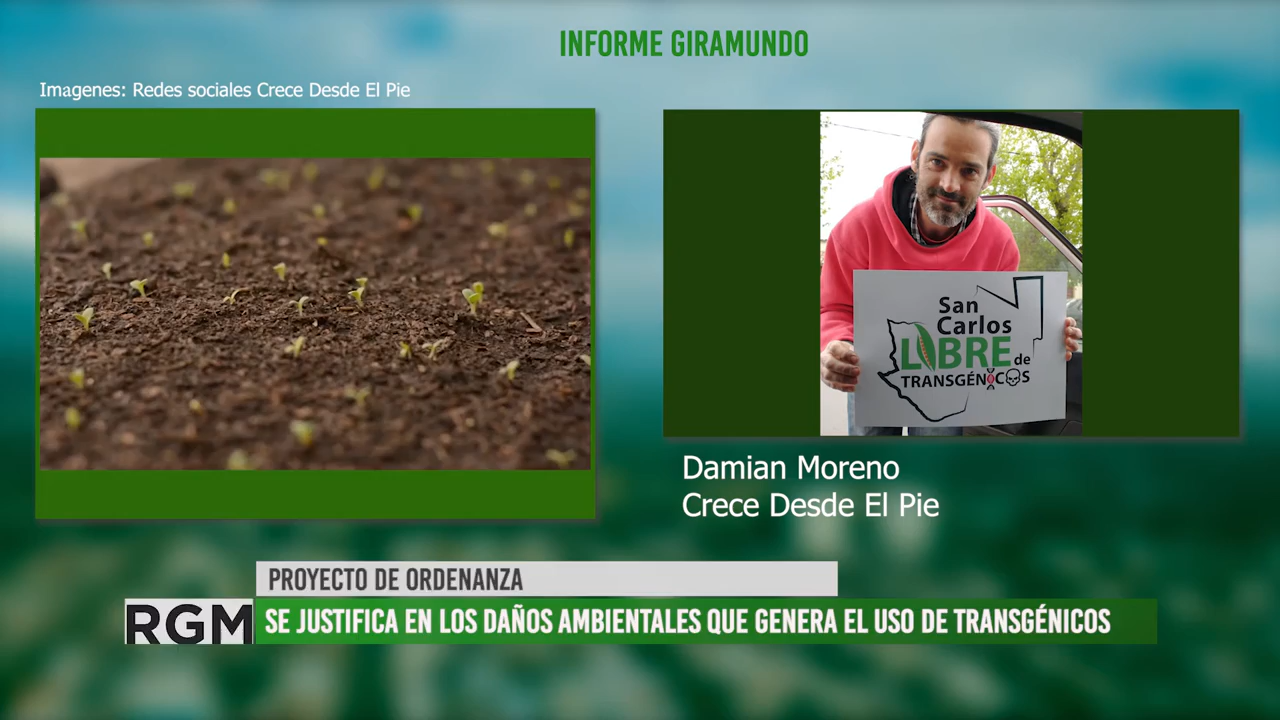 INFORME GIRAMUNDO
Imagenes: Redes sociales Crece Desde El Pie
San
Carlos
LIBRE de
TRANSGÉNICOS
Damian Moreno
Crece Desde El Pie
PROYECTO DE ORDENANZA
RGM
SE JUSTIFICA EN LOS DAÑOS AMBIENTALES QUE GENERA EL USO DE TRANSGÉNICOS